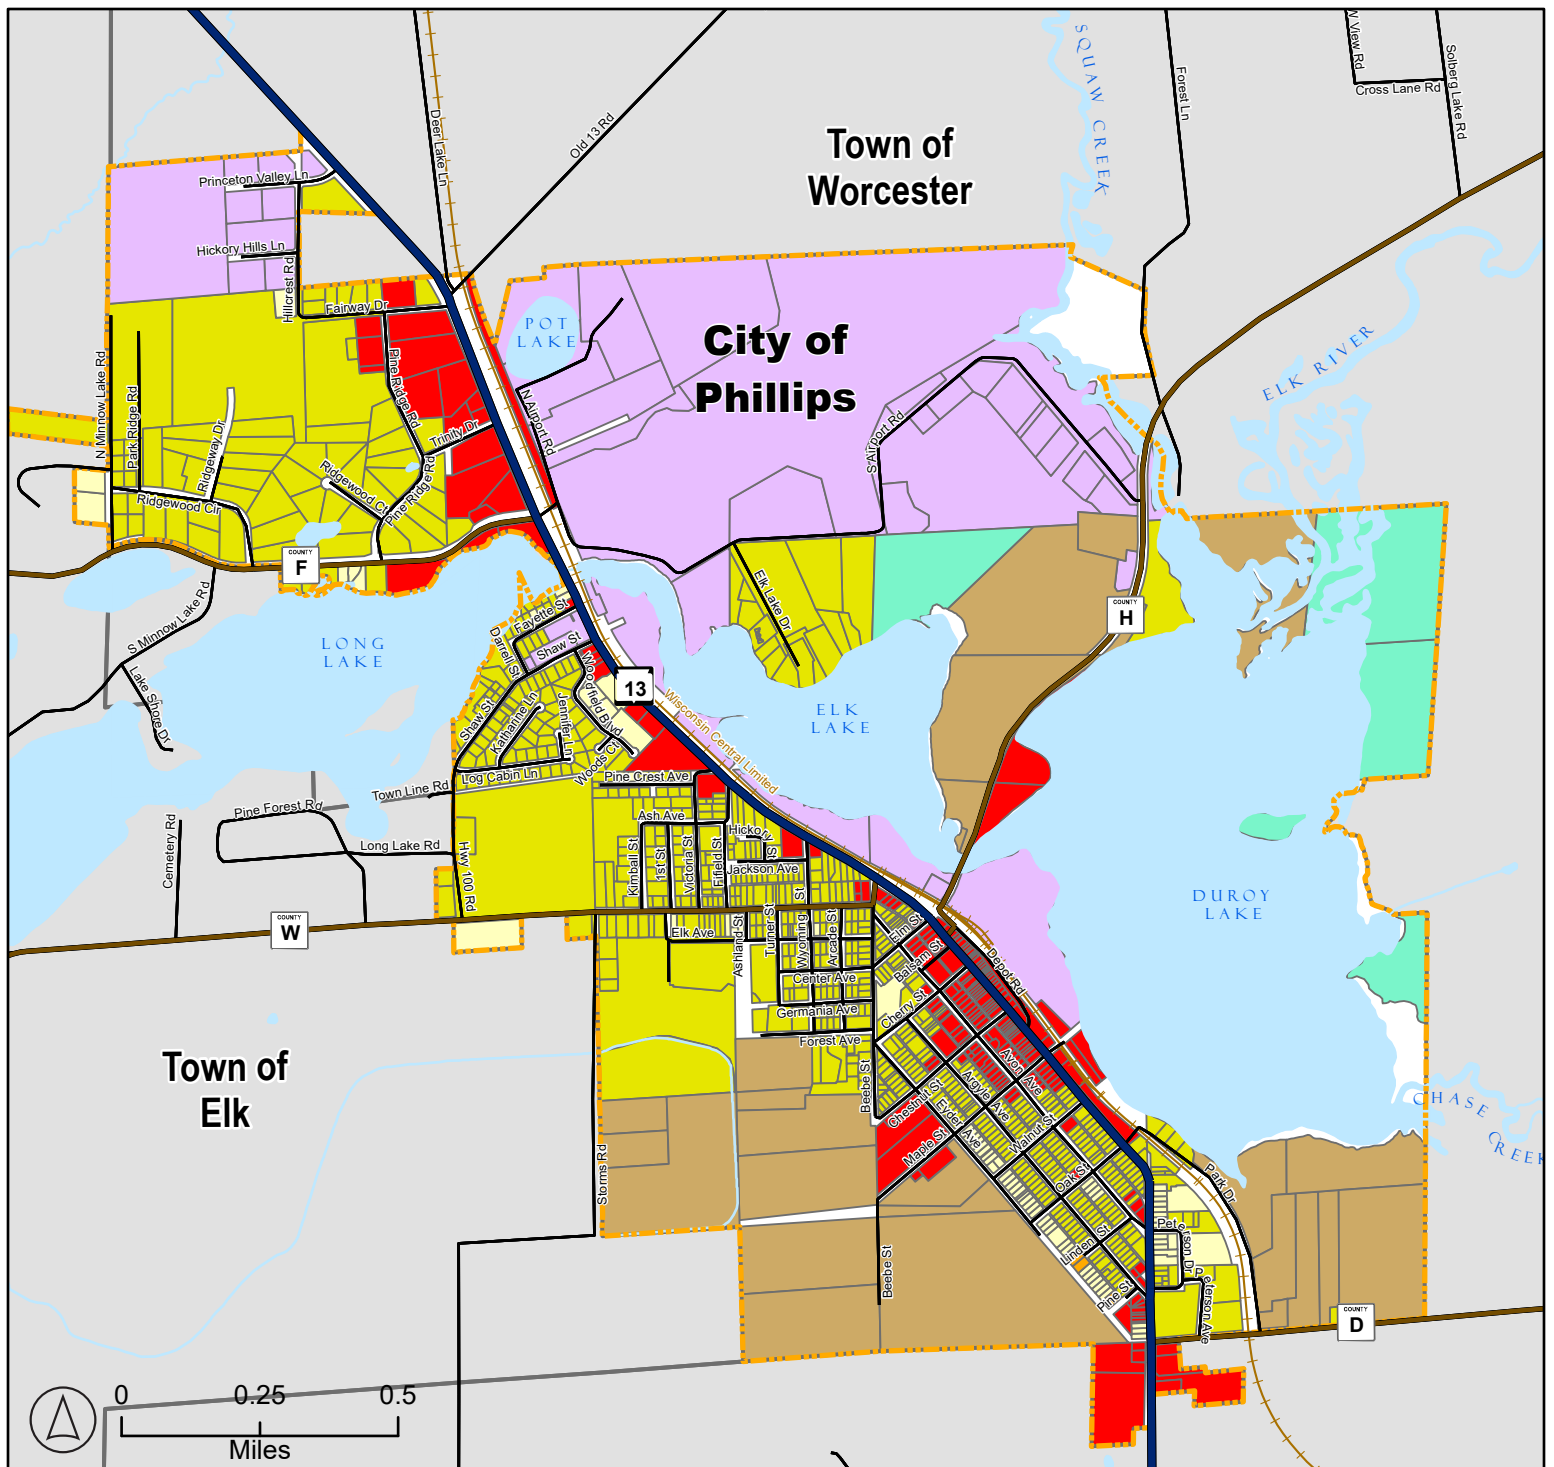 SQUAW CREEK
Forest Ln
W View Rd
Solberg Lake Rd
Cross Lane Rd
Deer Lake Ln
Old 13 Rd
Town of
Worcester
Princeton Valley Ln
Hickory Hills Ln
Hillcrest Rd
Fairway Dr
POT
LAKE
City of
Phillips
ELK RIVER
N Minnow Lake Rd
Park Ridge Rd
Ridgeway Dr
Pine Ridge Rd
Trinity Dr
N Airport Rd
S Airport Rd
Ridgewood Ct
Pine Ridge Rd
Ridgewood Cir
COUNTY
F
S Minnow Lake Rd
Lake Shore Dr
LONG
LAKE
Fayette St
Darrell St
Shaw St
Shaw St
Katharine Ln
Jennifer Ln
Woodfield Blvd
Woods Ct
Log Cabin Ln
13
Wisconsin Central Limited
Elk Lake Dr
COUNTY
H
ELK
LAKE
DUROY
LAKE
Town Line Rd
Pine Forest Rd
Long Lake Rd
Cemetery Rd
Hwy 100 Rd
Pine Crest Ave
Ash Ave
Kimball St
1st St
Victoria St
Fifield St
Hickory St
Jackson Ave
COUNTY
W
Elk Ave
Ashland St
Turner St
Wyoming St
Arcade St
Center Ave
Germania Ave
Forest Ave
Elm St
Balsam St
Cherry St
Depot Rd
Avon Ave
Argyle Ave
Eyder Ave
Beebe St
Chestnut St
Maple St
Walnut St
Oak St
Linden St
Pine St
Park Dr
Peterson Dr
Peterson Ave
CHASE CREEK
Town of
Elk
Storms Rd
Beebe St
COUNTY
D
0 0.25 0.5
Miles